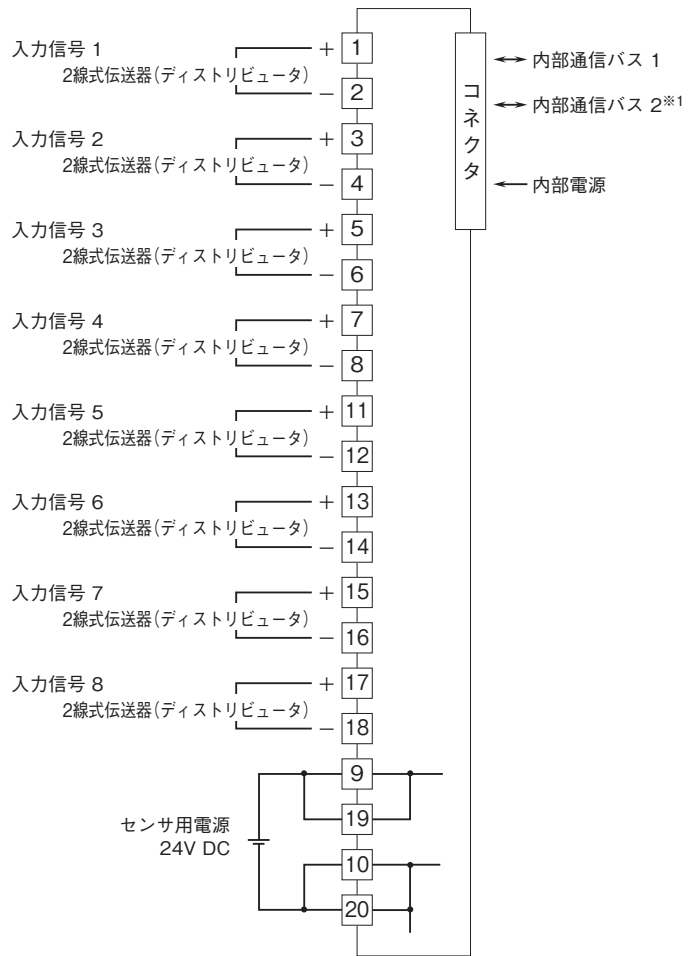 入力信号 1
2線式伝送器(ディストリビュータ)
+ 1
− 2
入力信号 2
2線式伝送器(ディストリビュータ)
+ 3
− 4
入力信号 3
2線式伝送器(ディストリビュータ)
+ 5
− 6
入力信号 4
2線式伝送器(ディストリビュータ)
+ 7
− 8
入力信号 5
2線式伝送器(ディストリビュータ)
+ 11
− 12
入力信号 6
2線式伝送器(ディストリビュータ)
+ 13
− 14
入力信号 7
2線式伝送器(ディストリビュータ)
+ 15
− 16
入力信号 8
2線式伝送器(ディストリビュータ)
+ 17
− 18
センサ用電源
24V DC
9
19
10
20
コネクタ
内部通信バス 1
内部通信バス 2※1
内部電源